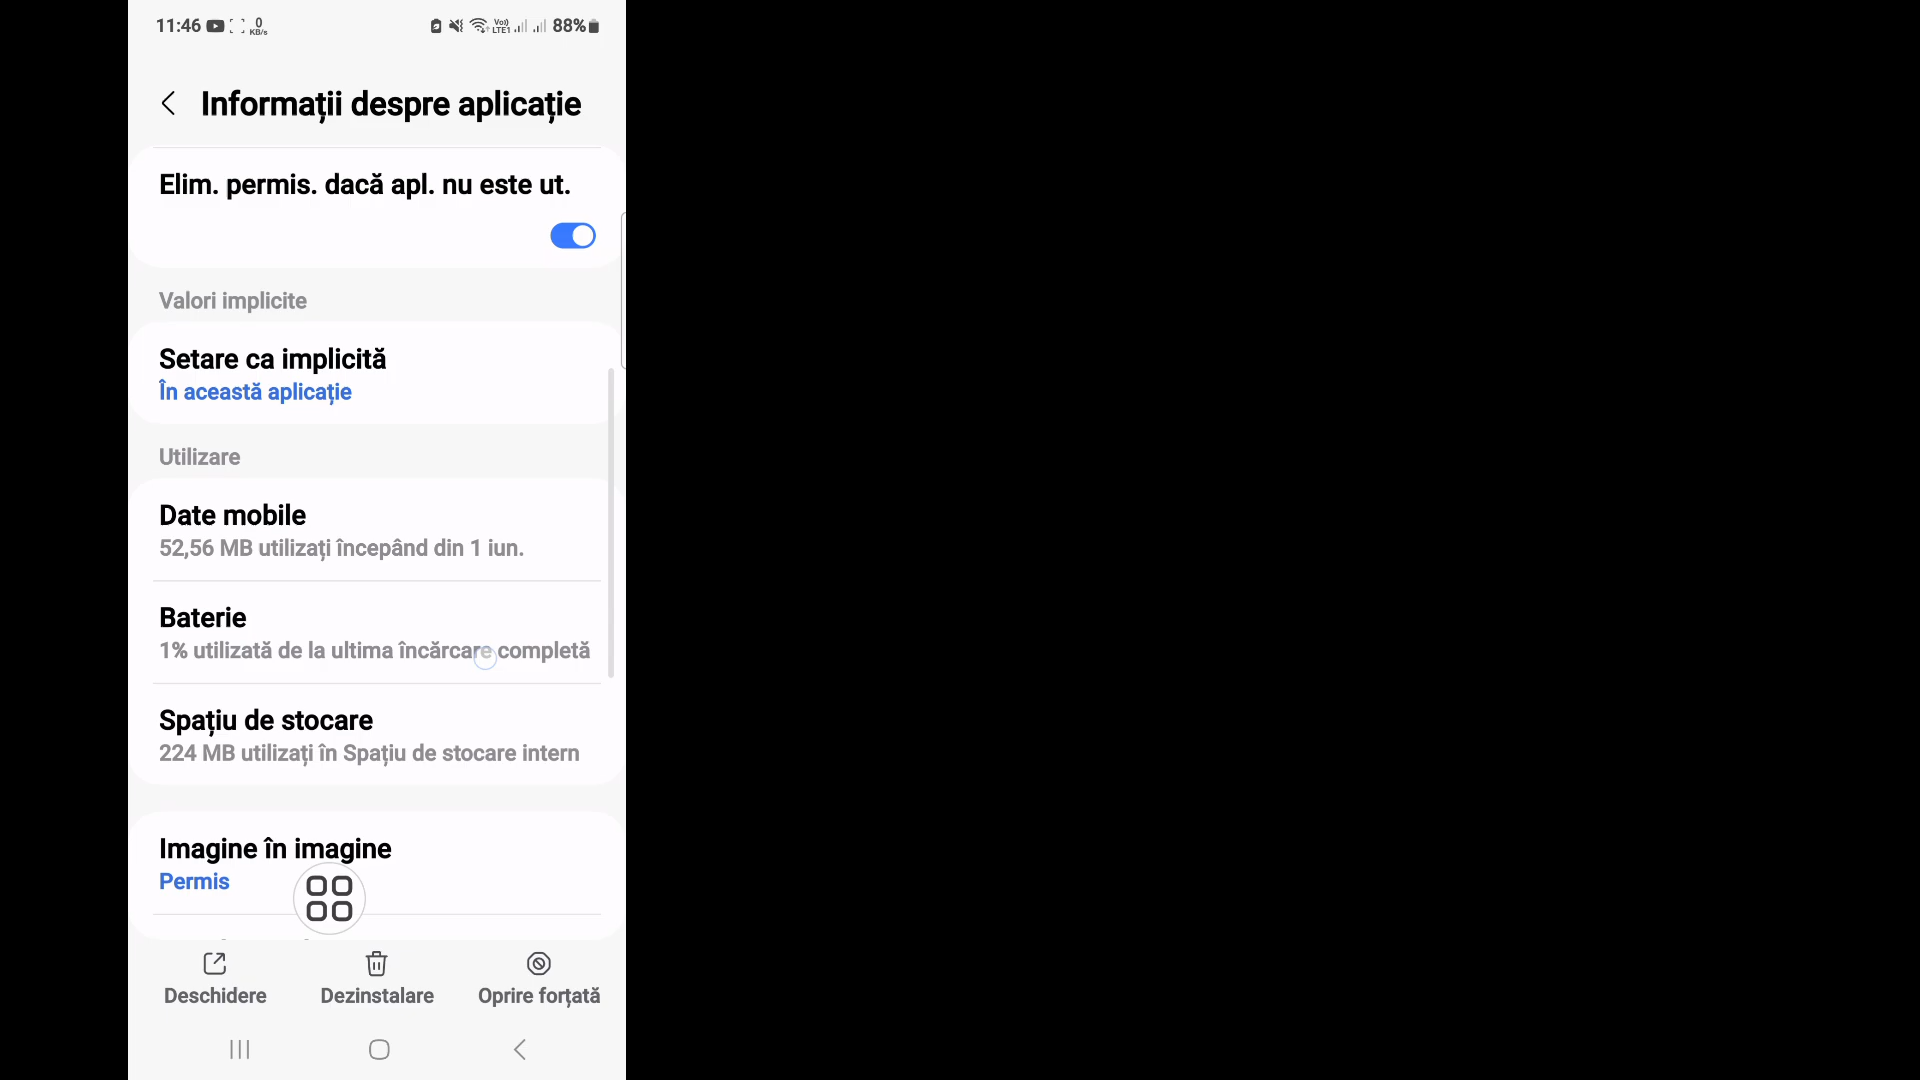 11:46 0 KB/s Vo)) LTE1 88%
Informații despre aplicație
Elim. permis. dacă apl. nu este ut.
Valori implicite
Setare ca implicită
În această aplicație
Utilizare
Date mobile
52,56 MB utilizați începând din 1 iun.
Baterie
1% utilizată de la ultima încărcare completă
Spațiu de stocare
224 MB utilizați în Spațiu de stocare intern
Imagine în imagine
Permis
Deschidere Dezinstalare Oprire forțată